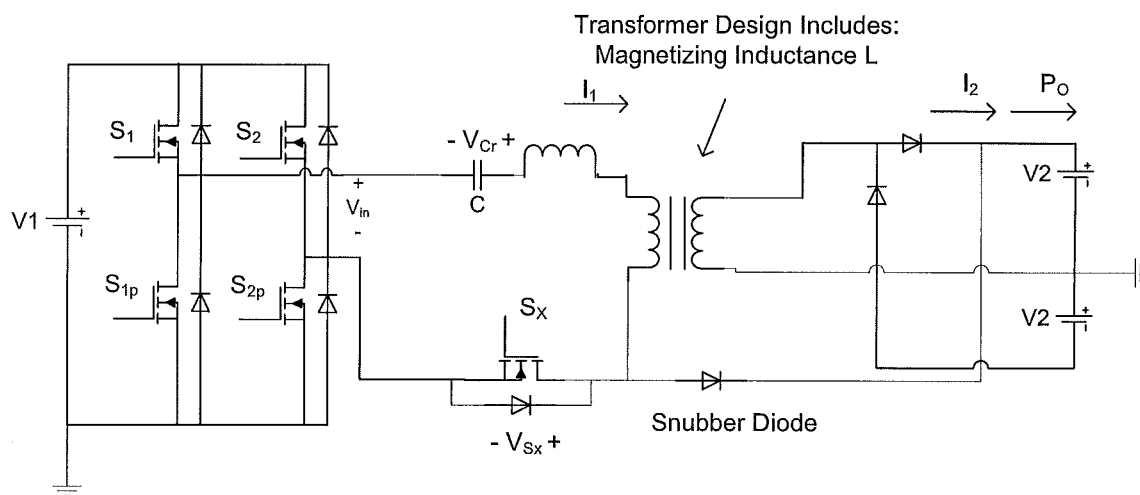 Transformer Design Includes:
Magnetizing Inductance L
I1
I2
PO
S1
S2
- VCr +
C
+
Vin
-
V1
+
-
V2
+
-
S1p
S2p
SX
V2
+
-
Snubber Diode
- VSx +